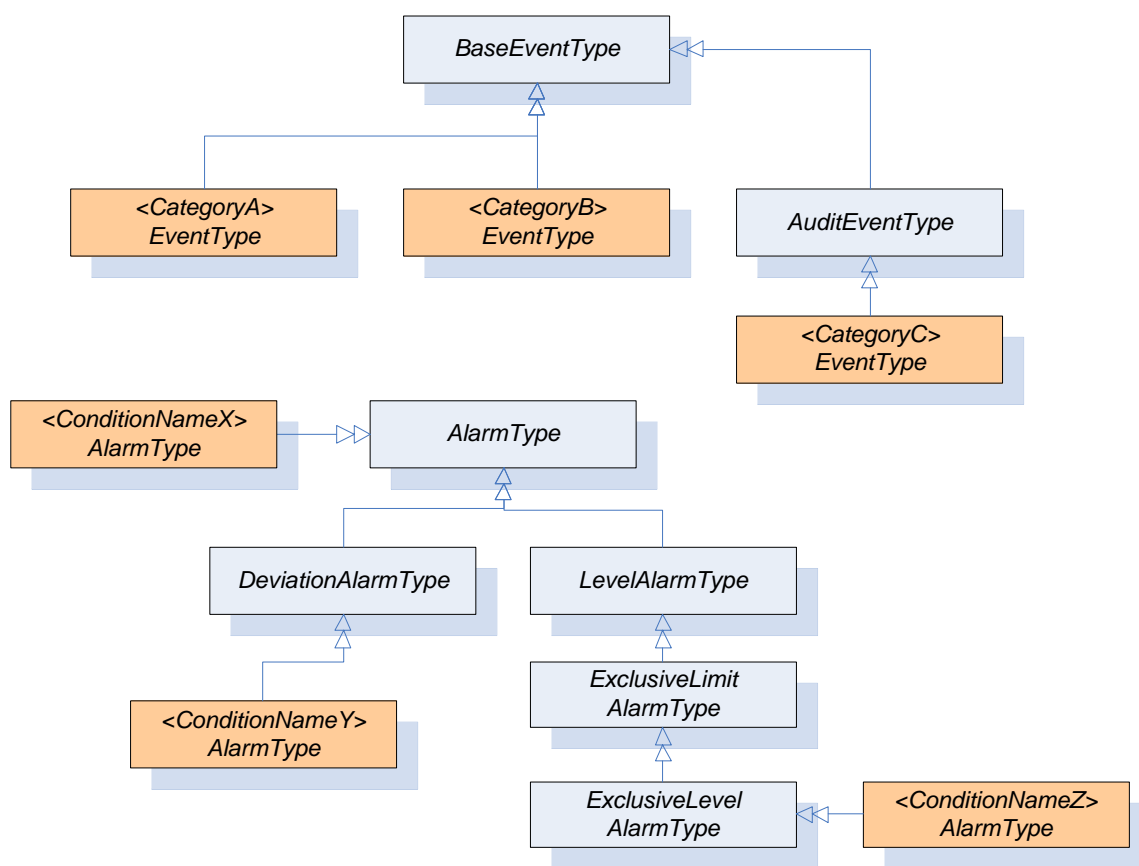 BaseEventType
<CategoryA>
EventType
<CategoryB>
EventType
AuditEventType
<CategoryC>
EventType
<ConditionNameX>
AlarmType
AlarmType
DeviationAlarmType
LevelAlarmType
ExclusiveLimit
AlarmType
<ConditionNameY>
AlarmType
ExclusiveLevel
AlarmType
<ConditionNameZ>
AlarmType